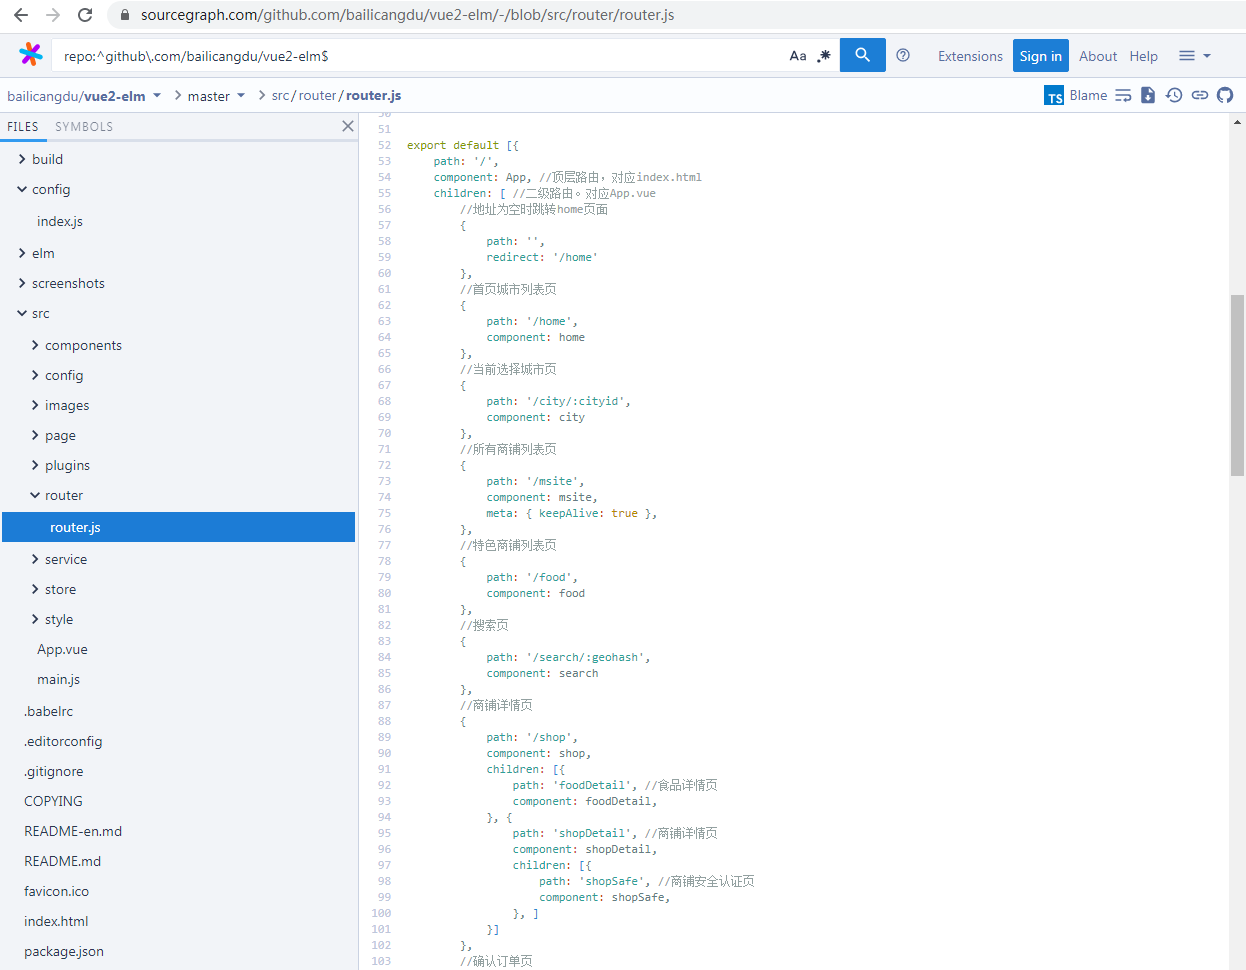 sourcegraph.com/github.com/bailicangdu/vue2-elm/-/blob/src/router/router.js
repo:^github\.com/bailicangdu/vue2-elm$
Aa .*
Extensions
Sign in
About
Help
bailicangdu/vue2-elm
master
src/router/router.js
TS
Blame
FILES
SYMBOLS
build
config
index.js
elm
screenshots
src
components
config
images
page
plugins
router
router.js
service
store
style
App.vue
main.js
.babelrc
.editorconfig
.gitignore
COPYING
README-en.md
README.md
favicon.ico
index.html
package.json
50
51
52 export default [{
53 path: '/',
54 component: App, //顶层路由，对应index.html
55 children: [ //二级路由。对应App.vue
56 //地址为空时跳转home页面
57 {
58 path: '',
59 redirect: '/home'
60 },
61 //首页城市列表页
62 {
63 path: '/home',
64 component: home
65 },
66 //当前选择城市页
67 {
68 path: '/city/:cityid',
69 component: city
70 },
71 //所有商铺列表页
72 {
73 path: '/msite',
74 component: msite,
75 meta: { keepAlive: true },
76 },
77 //特色商铺列表页
78 {
79 path: '/food',
80 component: food
81 },
82 //搜索页
83 {
84 path: '/search/:geohash',
85 component: search
86 },
87 //商铺详情页
88 {
89 path: '/shop',
90 component: shop,
91 children: [{
92 path: 'foodDetail', //食品详情页
93 component: foodDetail,
94 }, {
95 path: 'shopDetail', //商铺详情页
96 component: shopDetail,
97 children: [{
98 path: 'shopSafe', //商铺安全认证页
99 component: shopSafe,
100 }, ]
101 }]
102 },
103 //确认订单页